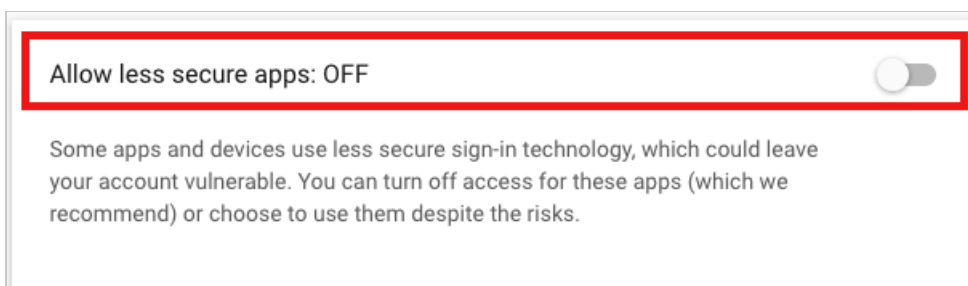 Allow less secure apps: OFF
Some apps and devices use less secure sign-in technology, which could leave
your account vulnerable. You can turn off access for these apps (which we
recommend) or choose to use them despite the risks.